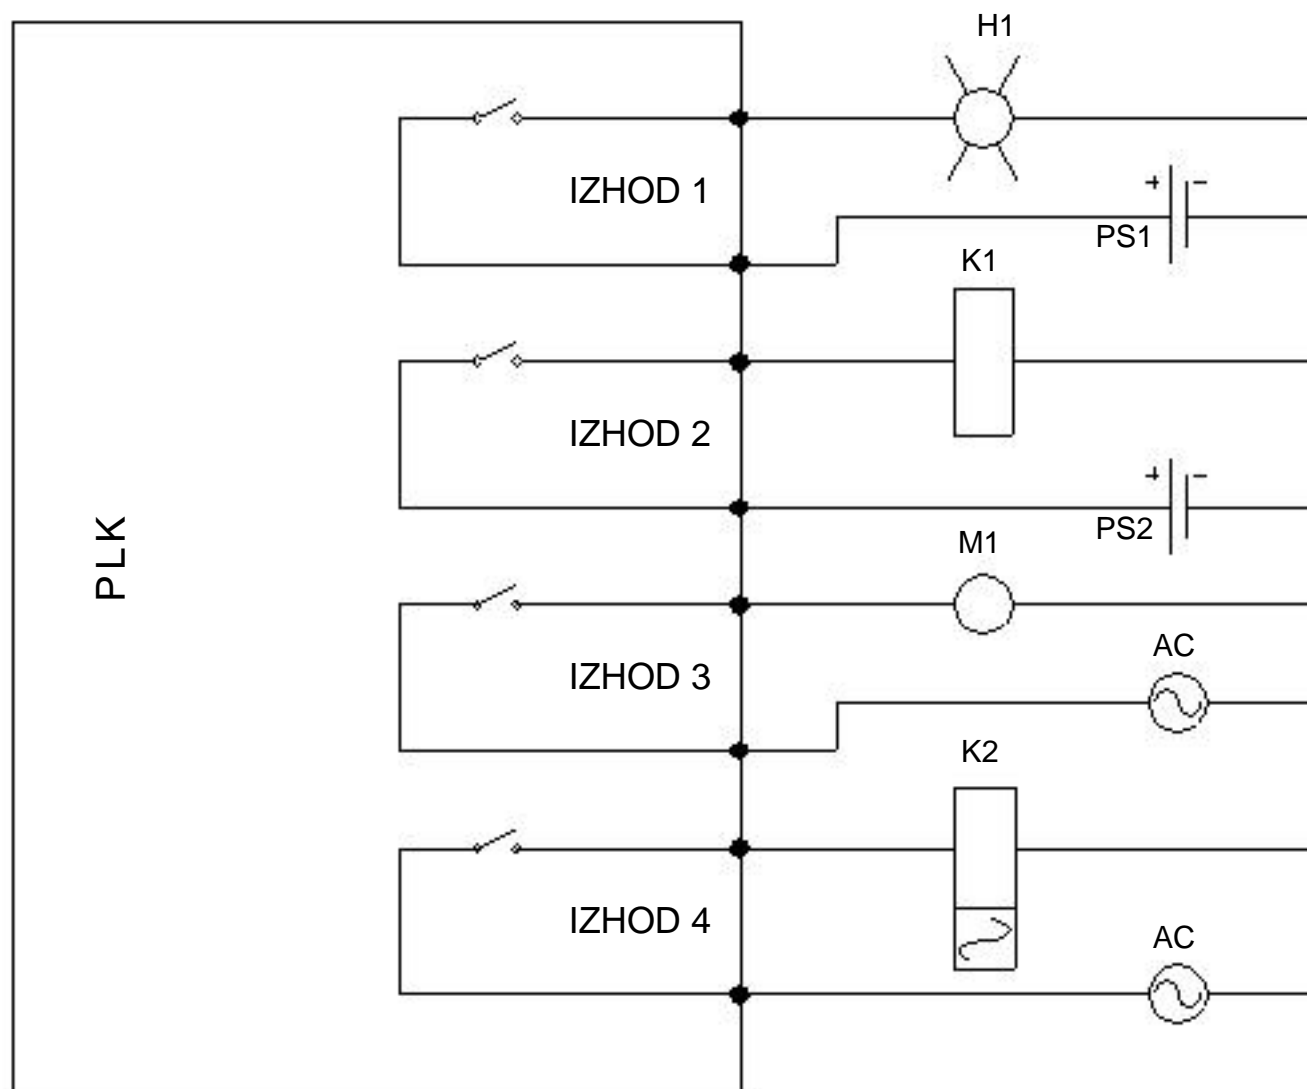 H1
IZHOD 1
+ −
PS1
K1
IZHOD 2
+ −
PS2
M1
PLK
IZHOD 3
AC
K2
IZHOD 4
AC